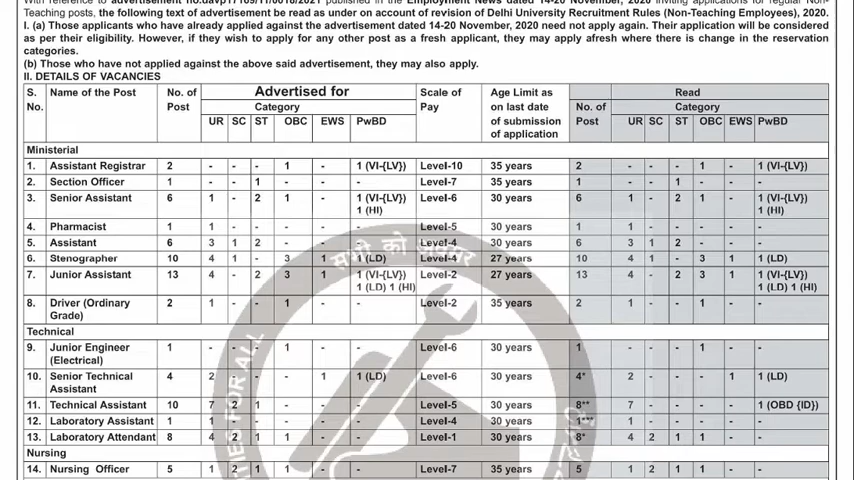 With reference to advertisement no.davp17169/11/0018/2021 published in the Employment News dated 14-20 November, 2020 inviting applications for regular Non-
Teaching posts, the following text of advertisement be read as under on account of revision of Delhi University Recruitment Rules (Non-Teaching Employees), 2020.
I. (a) Those applicants who have already applied against the advertisement dated 14-20 November, 2020 need not apply again. Their application will be considered
as per their eligibility. However, if they wish to apply for any other post as a fresh applicant, they may apply afresh where there is change in the reservation
categories.
(b) Those who have not applied against the above said advertisement, they may also apply.
II. DETAILS OF VACANCIES
S. Name of the Post No. of Advertised for Scale of Age Limit as Read
No. Post Category Pay on last date No. of Category
UR SC ST OBC EWS PwBD of submission Post UR SC ST OBC EWS PwBD
of application
Ministerial
1. Assistant Registrar 2 - - - 1 - 1 (VI-{LV}) Level-10 35 years 2 - - - 1 - 1 (VI-{LV})
2. Section Officer 1 - - 1 - - - Level-7 35 years 1 - - 1 - - -
3. Senior Assistant 6 1 - 2 1 - 1 (VI-{LV}) Level-6 30 years 6 1 - 2 1 - 1 (VI-{LV})
1 (HI) 1 (HI)
4. Pharmacist 1 1 - - - - - Level-5 30 years 1 1 - - - - -
5. Assistant 6 3 1 2 - - - Level-4 30 years 6 3 1 2 - - -
6. Stenographer 10 4 1 - 3 1 1 (LD) Level-4 27 years 10 4 1 - 3 1 1 (LD)
7. Junior Assistant 13 4 - 2 3 1 1 (VI-{LV}) Level-2 27 years 13 4 - 2 3 1 1 (VI-{LV})
1 (LD) 1 (HI) 1 (LD) 1 (HI)
8. Driver (Ordinary 2 1 - - 1 - - Level-2 35 years 2 1 - - 1 - -
Grade)
Technical
9. Junior Engineer 1 - - - 1 - - Level-6 30 years 1 - - - 1 - -
(Electrical)
10. Senior Technical 4 2 - - - 1 1 (LD) Level-6 30 years 4* 2 - - - 1 1 (LD)
Assistant
11. Technical Assistant 10 7 2 1 - - - Level-5 30 years 8** 7 - - - - 1 (OBD {ID})
12. Laboratory Assistant 1 1 - - - - - Level-4 30 years 1 - - - - -
13. Laboratory Attendant 8 4 2 1 1 - - Level-1 30 years 8* 4 2 1 1 - -
Nursing
14. Nursing Officer 5 1 2 1 1 - - Level-7 35 years 5 1 2 1 1 - -
सभी को अवसर
TIES FOR ALL